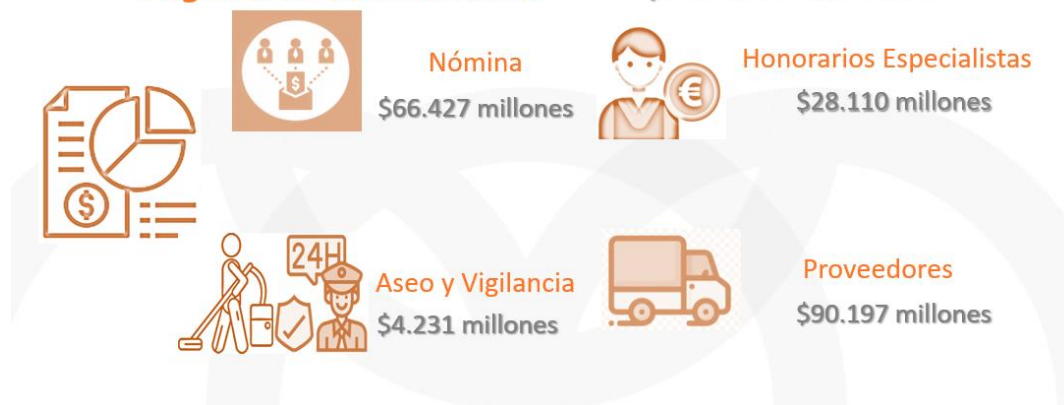 Nómina
$66.427 millones
Honorarios Especialistas
$28.110 millones
24H
Aseo y Vigilancia
$4.231 millones
Proveedores
$90.197 millones